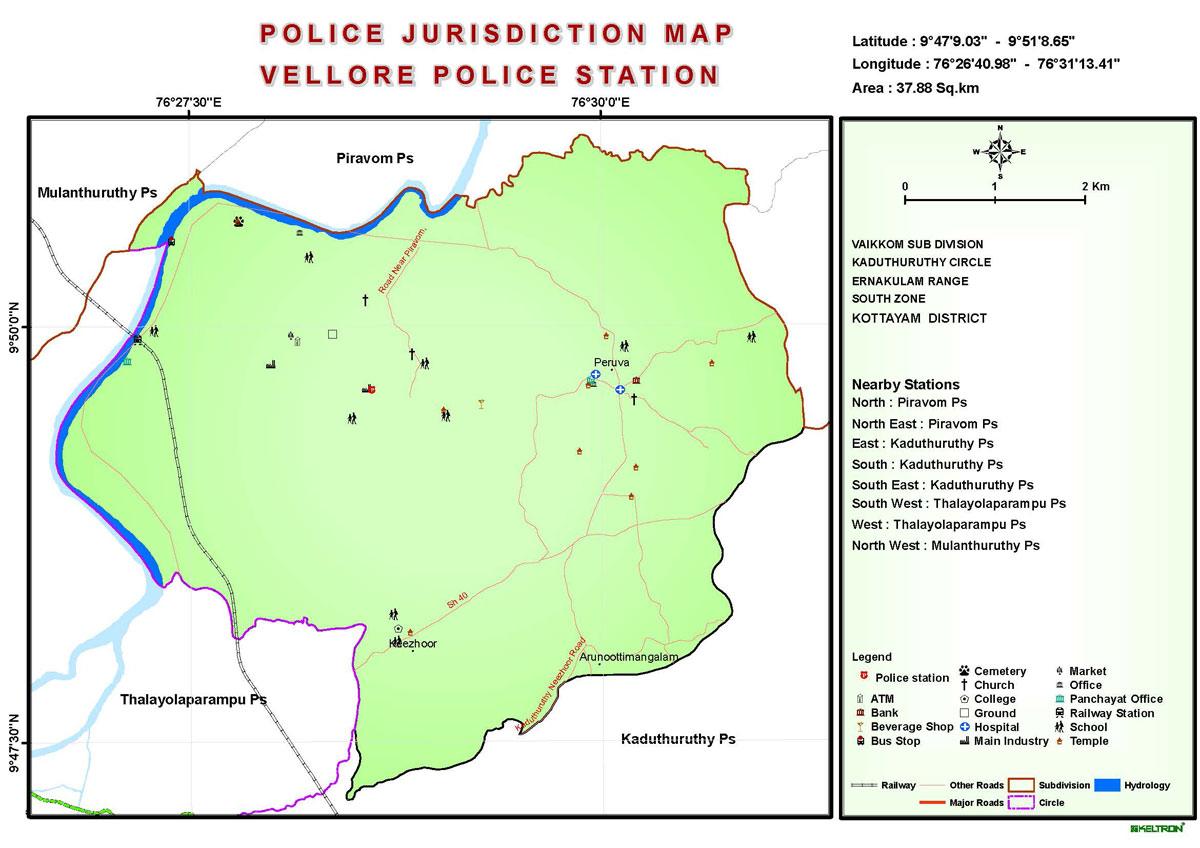 POLICE JURISDICTION MAP
VELLORE POLICE STATION
Latitude : 9°47'9.03" - 9°51'8.65"
Longitude : 76°26'40.98" - 76°31'13.41"
Area : 37.88 Sq.km
76°27'30"E
76°30'0"E
9°50'0"N
9°47'30"N
Piravom Ps
Mulanthuruthy Ps
Road Near Piravom,
Peruva
Sh 40
Keezhoor
Arunoottimangalam
Kaduthuruthy Neezhoor Road
Thalayolaparampu Ps
Kaduthuruthy Ps
N
W
E
S
0 1 2 Km
VAIKKOM SUB DIVISION
KADUTHURUTHY CIRCLE
ERNAKULAM RANGE
SOUTH ZONE
KOTTAYAM DISTRICT
Nearby Stations
North : Piravom Ps
North East : Piravom Ps
East : Kaduthuruthy Ps
South : Kaduthuruthy Ps
South East : Kaduthuruthy Ps
South West : Thalayolaparampu Ps
West : Thalayolaparampu Ps
North West : Mulanthuruthy Ps
Legend
Police station
ATM
Bank
Beverage Shop
Bus Stop
Cemetery
Church
College
Ground
Hospital
Main Industry
Market
Office
Panchayat Office
Railway Station
School
Temple
Railway
Other Roads
Subdivision
Hydrology
Major Roads
Circle
KELTRON